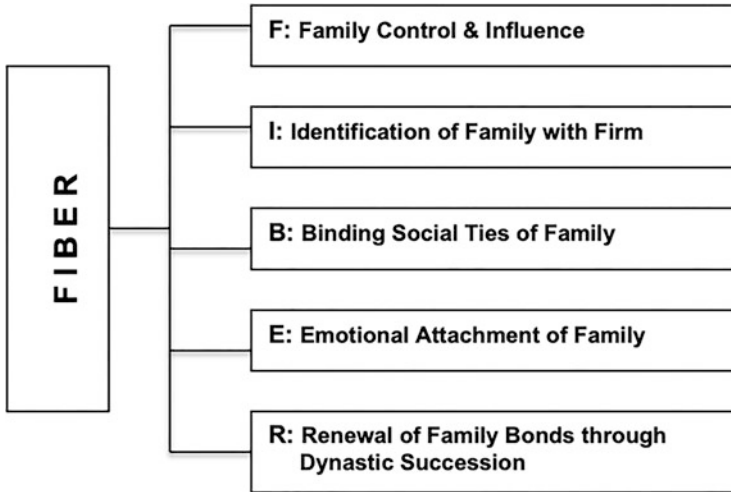 FIBER
F: Family Control & Influence
I: Identification of Family with Firm
B: Binding Social Ties of Family
E: Emotional Attachment of Family
R: Renewal of Family Bonds through
Dynastic Succession